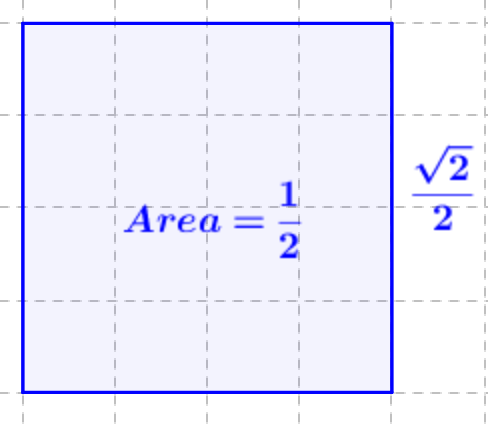 Area = 1/2
√2/2